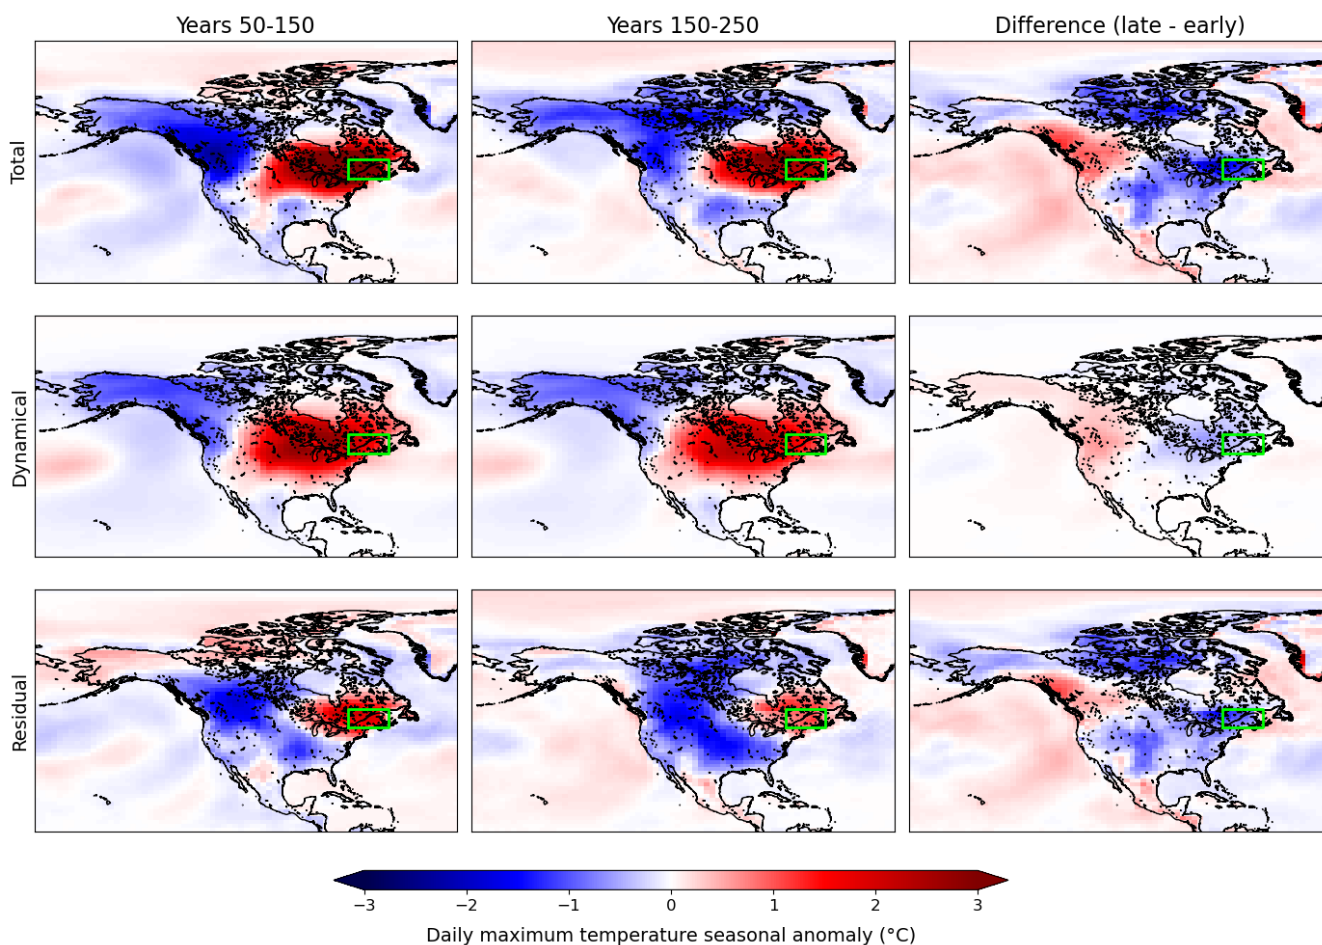 Years 50-150
Years 150-250
Difference (late - early)
Total
Dynamical
Residual
−3
−2
−1
0
1
2
3
Daily maximum temperature seasonal anomaly (°C)